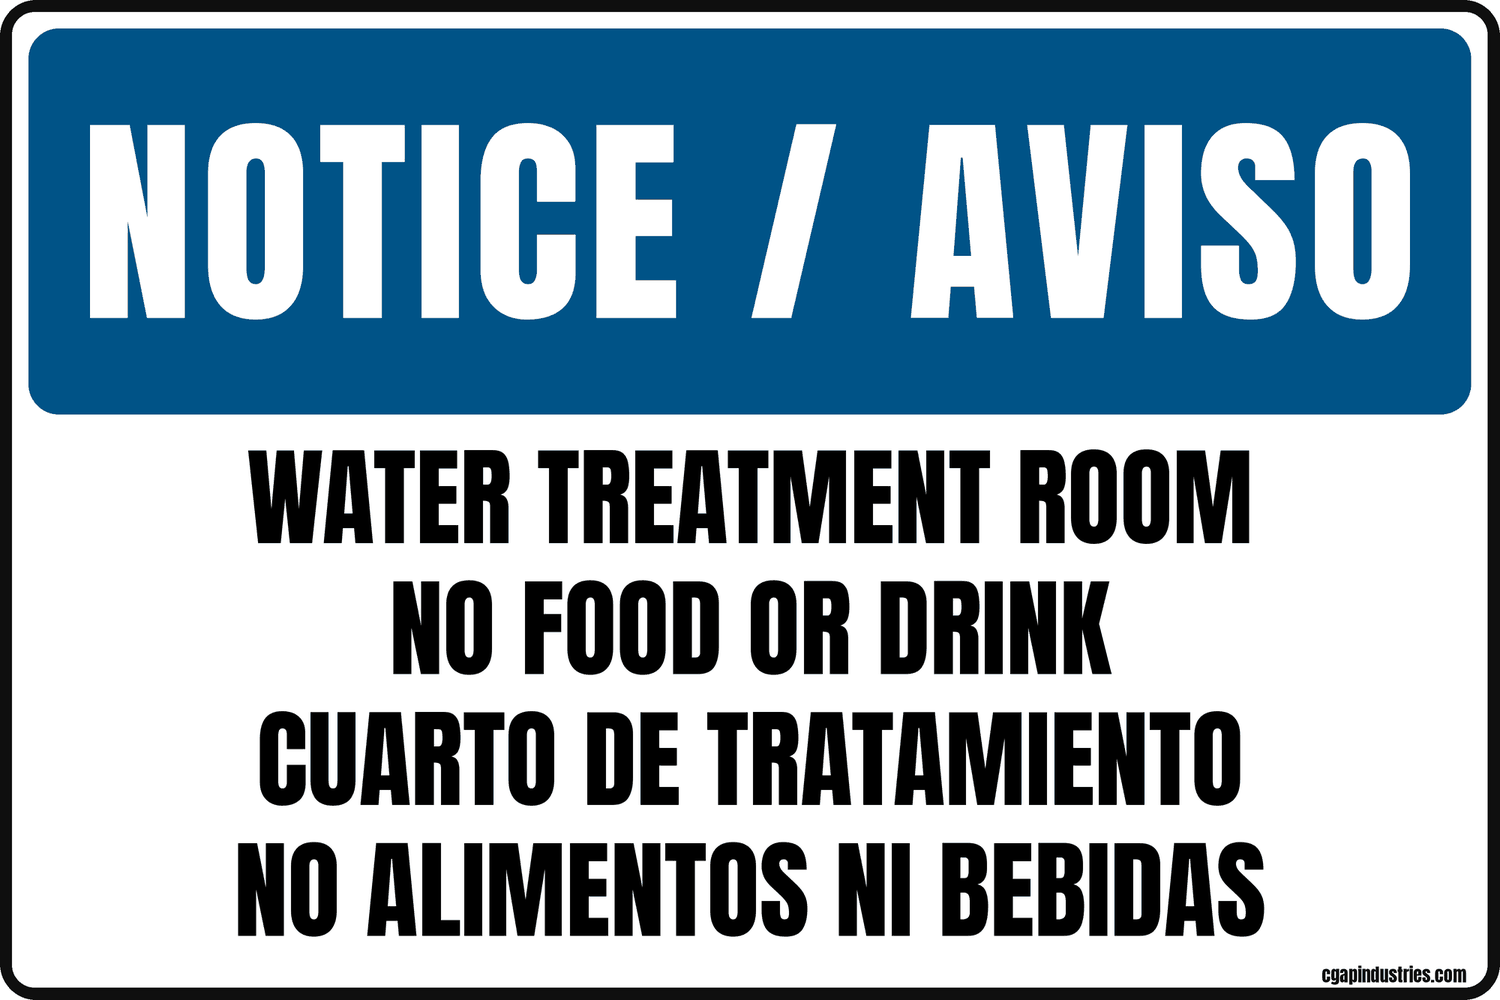 NOTICE / AVISO
WATER TREATMENT ROOM
NO FOOD OR DRINK
CUARTO DE TRATAMIENTO
NO ALIMENTOS NI BEBIDAS
cgapindustries.com